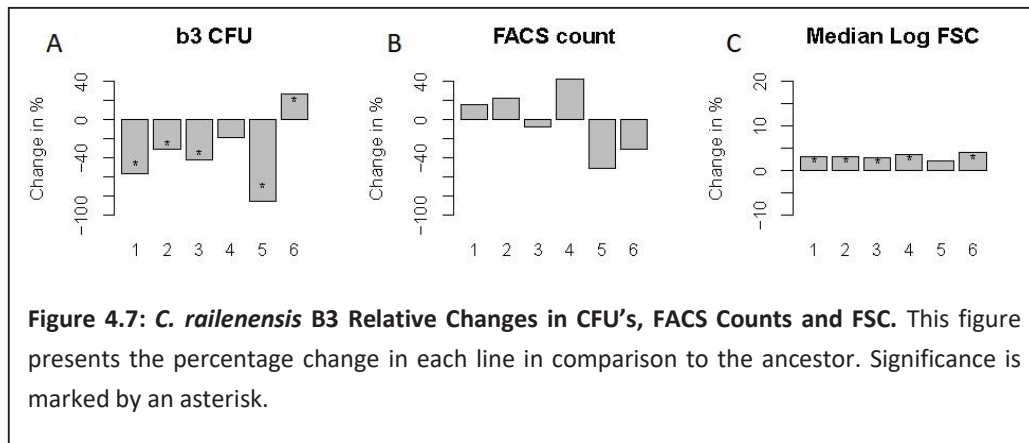 A b3 CFU
Change in %
40
0
−40
−100
*
*
*
*
*
1 2 3 4 5 6
B FACS count
Change in %
40
0
−40
−100
1 2 3 4 5 6
C Median Log FSC
Change in %
20
10
0
−10
* * * * *
1 2 3 4 5 6
Figure 4.7: C. railenensis B3 Relative Changes in CFU's, FACS Counts and FSC. This figure
presents the percentage change in each line in comparison to the ancestor. Significance is
marked by an asterisk.